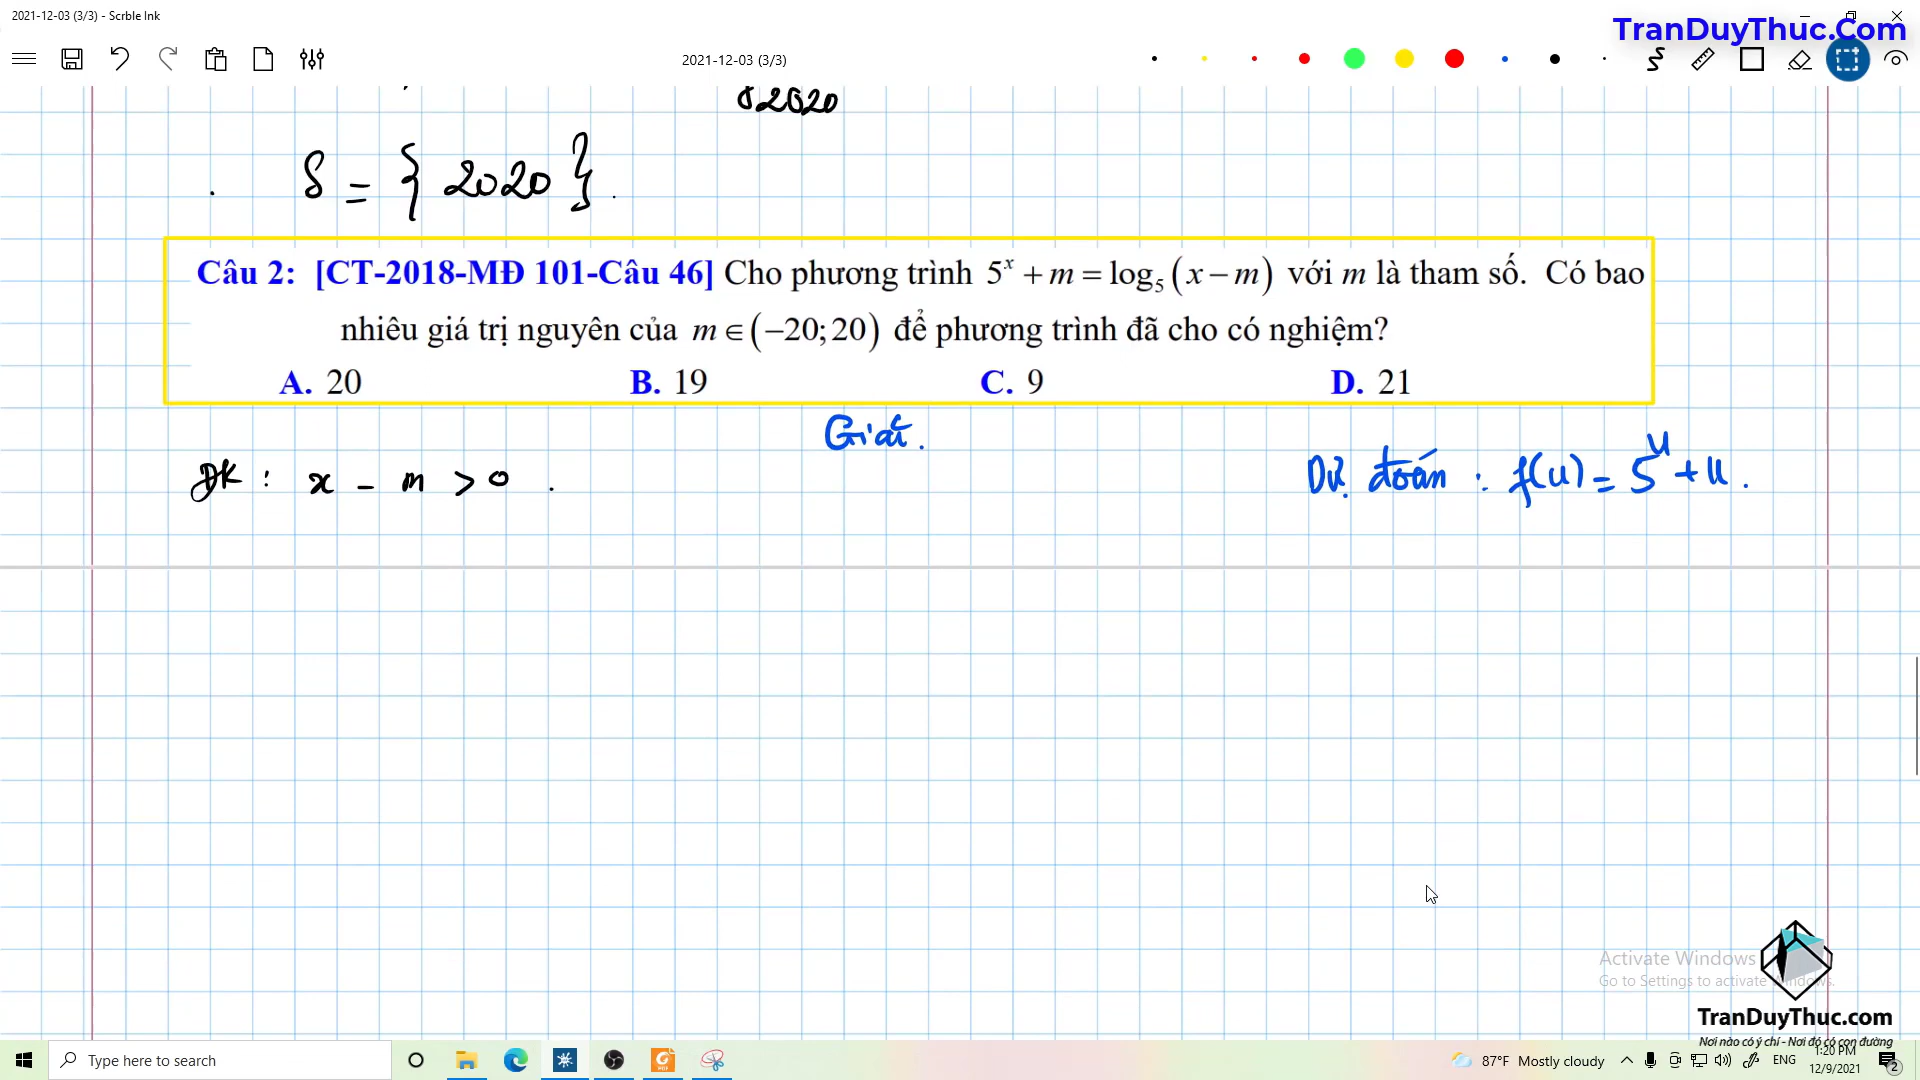 2021-12-03 (3/3) - Scrble Ink
TranDuyThuc.Com
2021-12-03 (3/3)
S = { 2020 }.
Câu 2: [CT-2018-MĐ 101-Câu 46] Cho phương trình 5ˣ + m = log₅(x − m) với m là tham số. Có bao
nhiêu giá trị nguyên của m ∈ (−20; 20) để phương trình đã cho có nghiệm?
A. 20 B. 19 C. 9 D. 21
Giải.
ĐK : x - m > 0 .
Dự đoán : f(u) = 5ᵘ + u .
Activate Windows
Go to Settings to activate Windows.
TranDuyThuc.com
Nơi nào có ý chí - Nơi đó có con đường
Type here to search
87°F Mostly cloudy
ENG
1:20 PM
12/9/2021
2